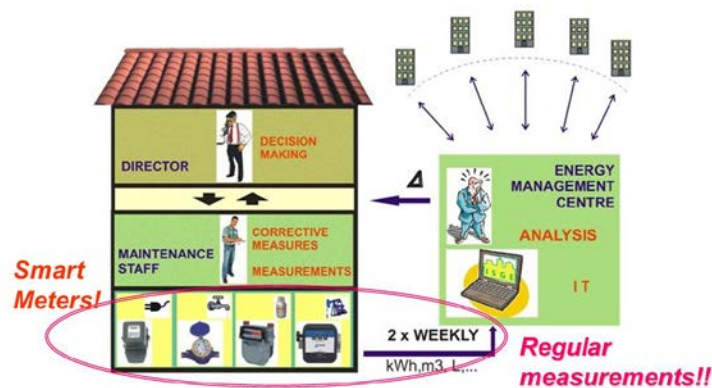 DIRECTOR
DECISION
MAKING
MAINTENANCE
STAFF
CORRECTIVE
MEASURES
MEASUREMENTS
Smart
Meters!
Δ
ENERGY
MANAGEMENT
CENTRE
ANALYSIS
ISGE
IT
2 x WEEKLY
kWh,m3, L,...
Regular
measurements!!